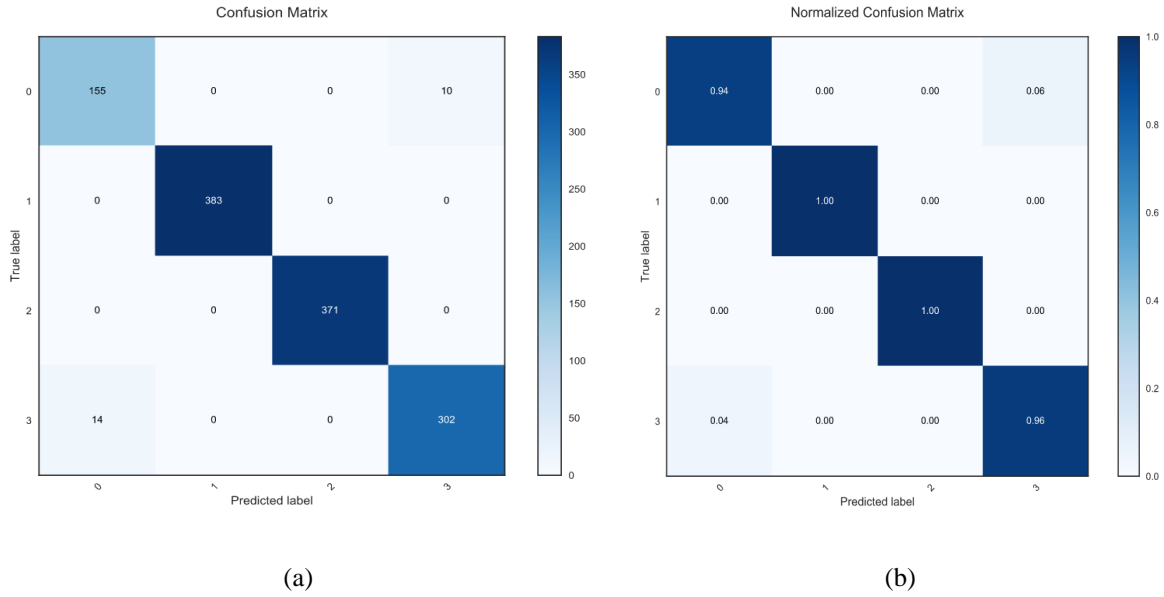 Confusion Matrix
0 155 0 0 10
1 0 383 0 0
2 0 0 371 0
3 14 0 0 302
0 1 2 3
True label
Predicted label
350
300
250
200
150
100
50
0
(a)
Normalized Confusion Matrix
0 0.94 0.00 0.00 0.06
1 0.00 1.00 0.00 0.00
2 0.00 0.00 1.00 0.00
3 0.04 0.00 0.00 0.96
0 1 2 3
True label
Predicted label
1.0
0.8
0.6
0.4
0.2
0.0
(b)